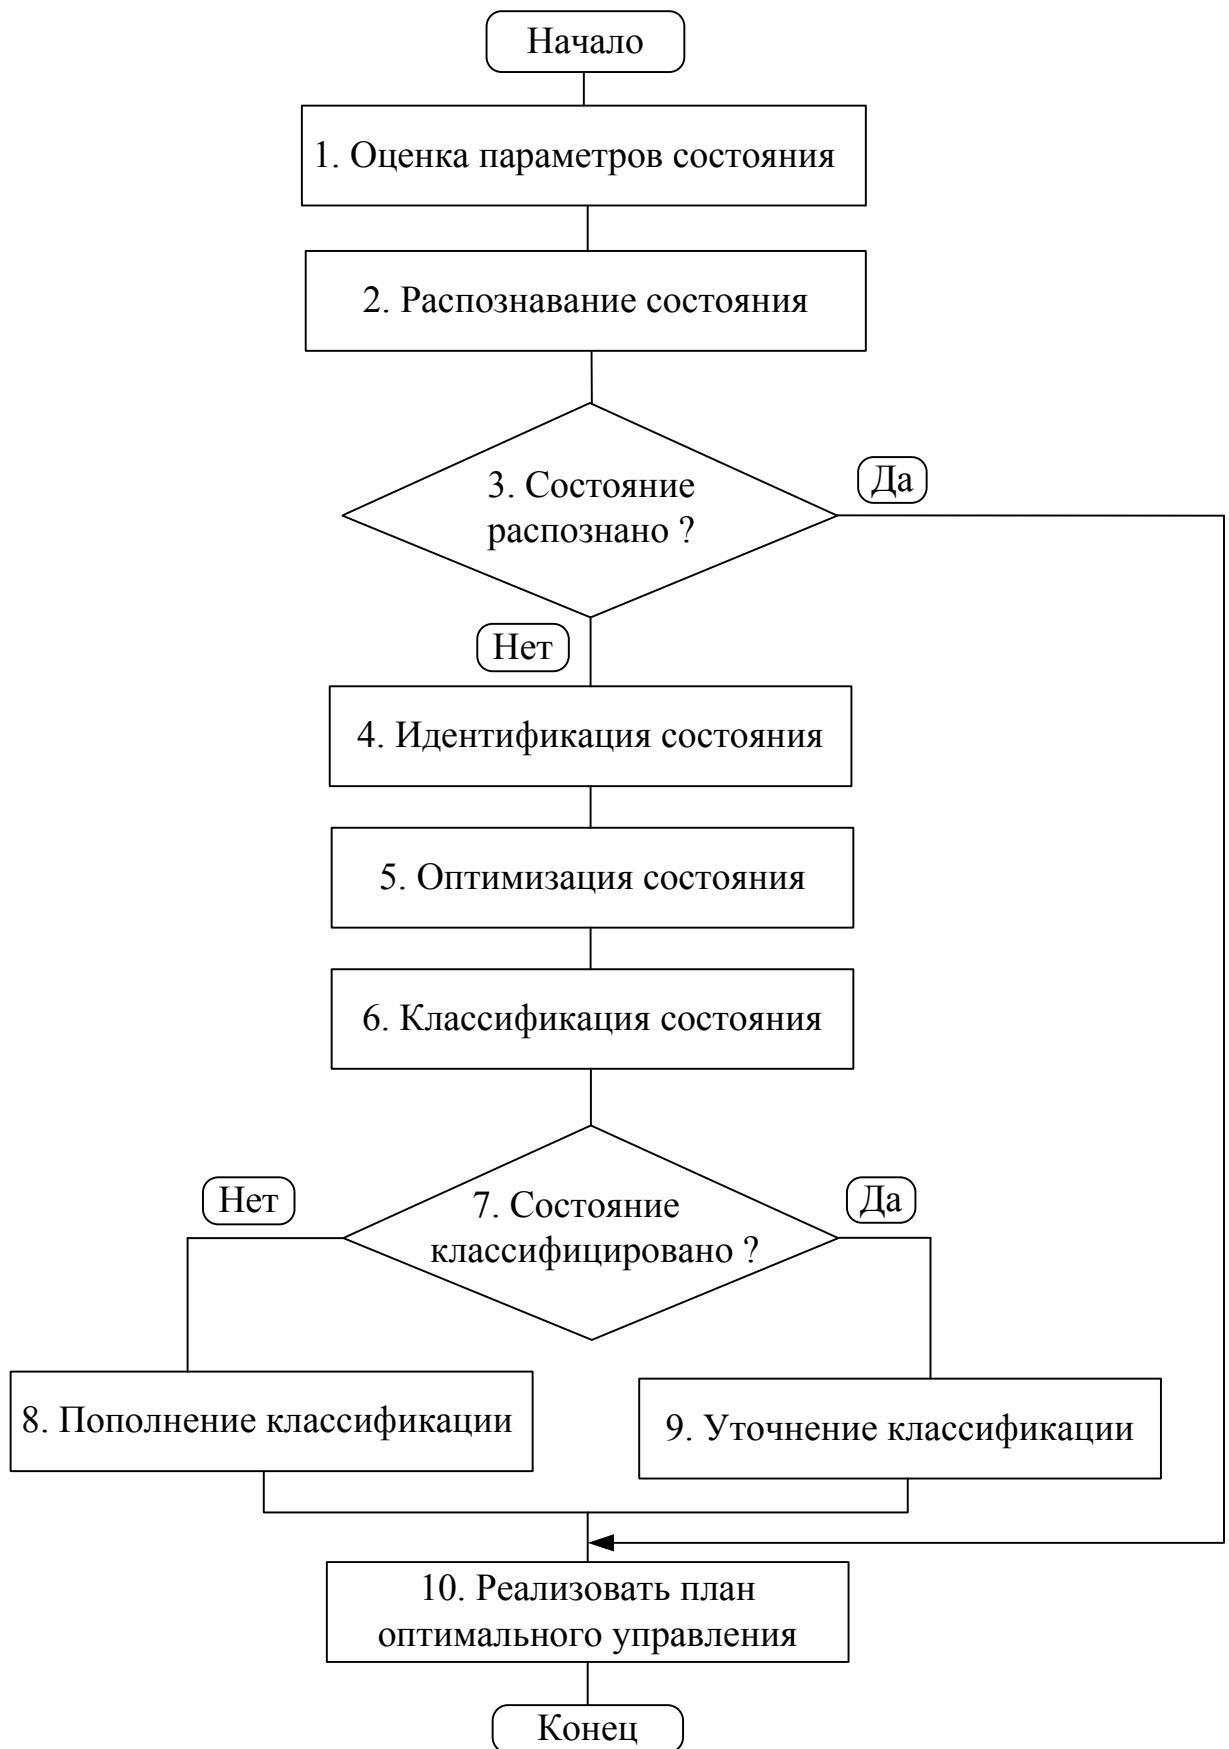 Начало
1. Оценка параметров состояния
2. Распознавание состояния
3. Состояние
распознано ?
Да
Нет
4. Идентификация состояния
5. Оптимизация состояния
6. Классификация состояния
Нет
7. Состояние
классифицировано ?
Да
8. Пополнение классификации
9. Уточнение классификации
10. Реализовать план
оптимального управления
Конец